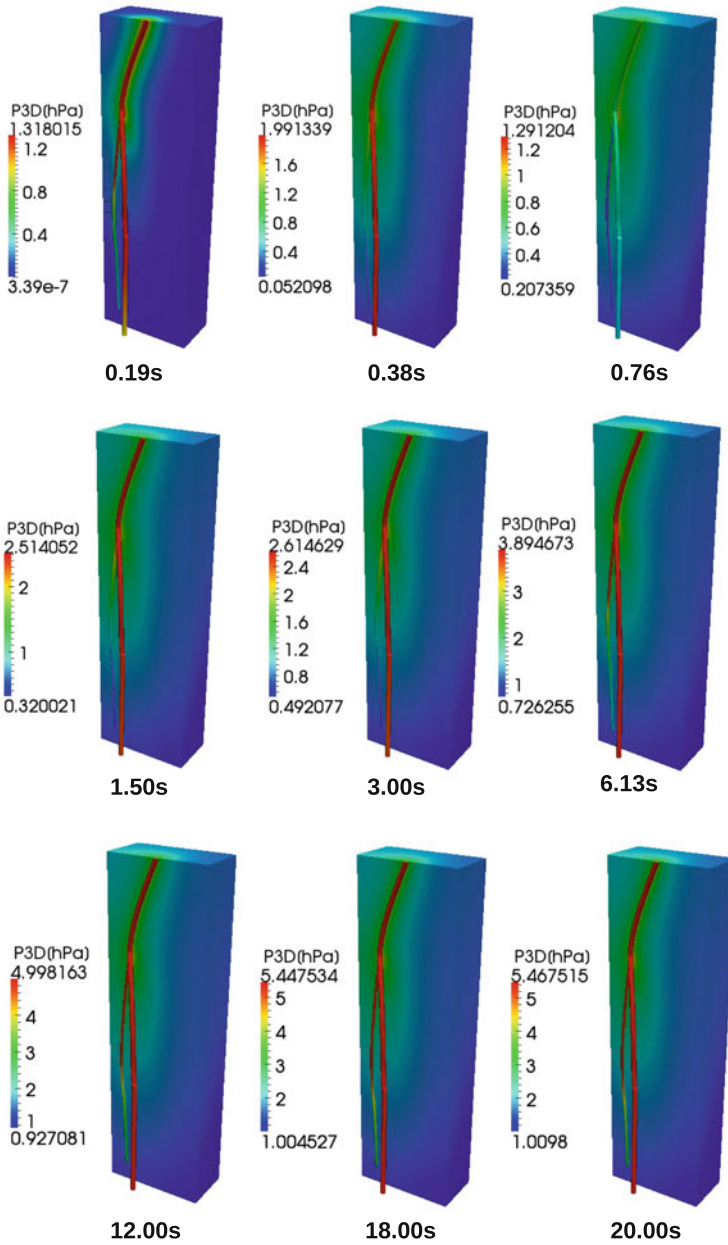 P3D(hPa)
1.318015
1.2
0.8
0.4
3.39e-7
0.19s
P3D(hPa)
1.991339
1.6
1.2
0.8
0.4
0.052098
0.38s
P3D(hPa)
1.291204
1.2
1
0.8
0.6
0.4
0.207359
0.76s
P3D(hPa)
2.514052
2
1
0.320021
1.50s
P3D(hPa)
2.614629
2.4
2
1.6
1.2
0.8
0.492077
3.00s
P3D(hPa)
3.894673
3
2
1
0.726255
6.13s
P3D(hPa)
4.998163
4
3
2
1
0.927081
12.00s
P3D(hPa)
5.447534
5
4
3
2
1.004527
18.00s
P3D(hPa)
5.467515
5
4
3
2
1.0098
20.00s